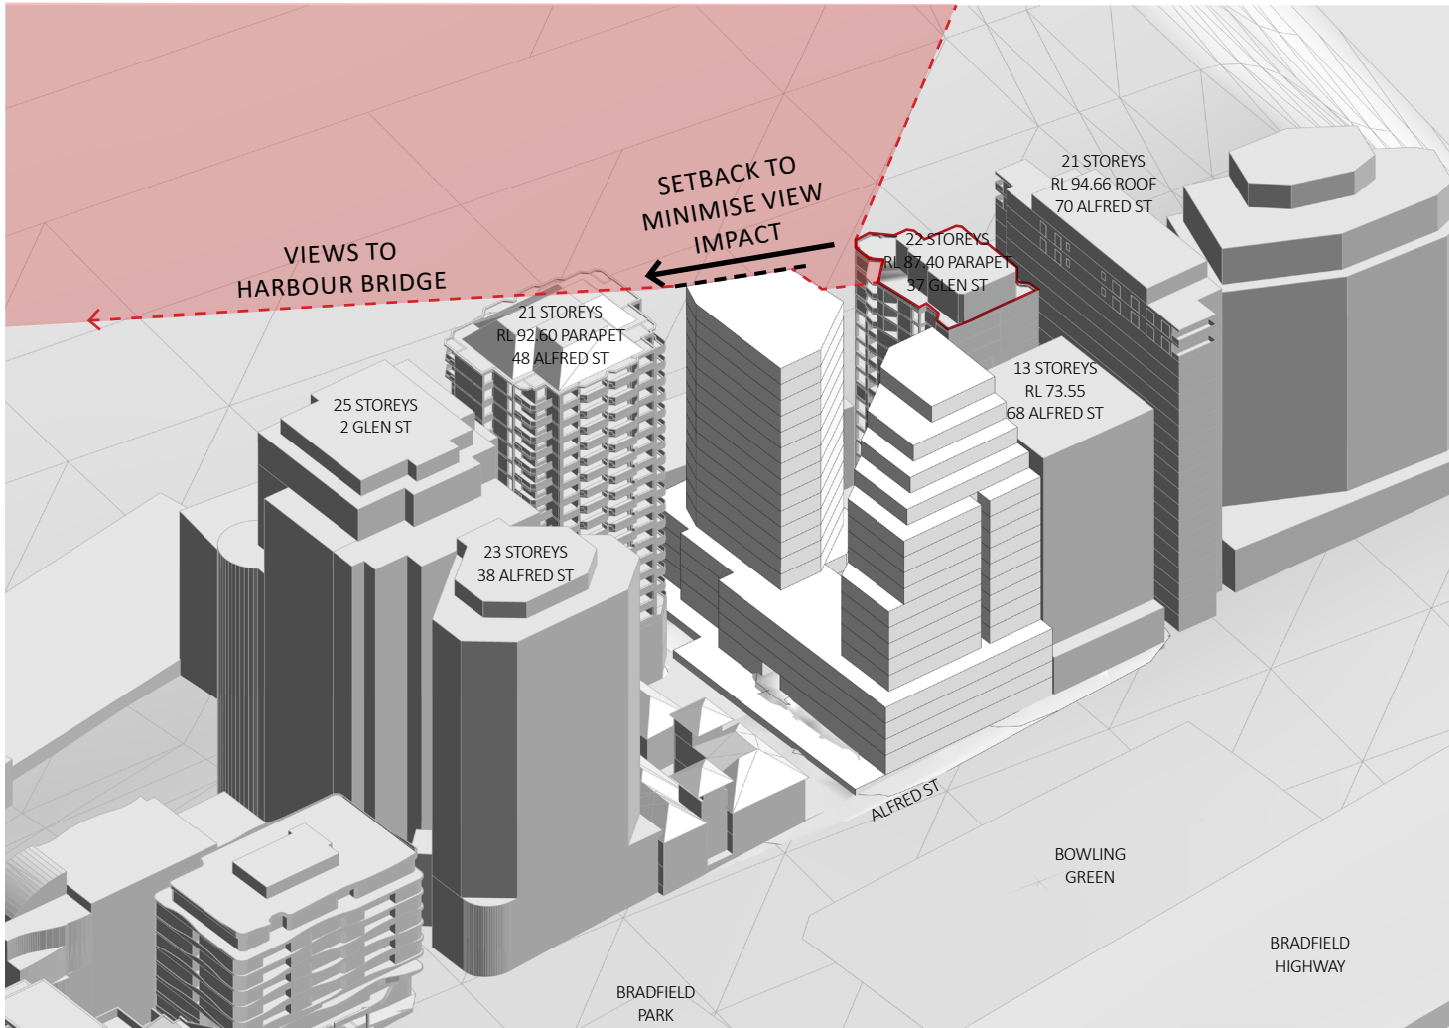 SETBACK TO
MINIMISE VIEW
IMPACT
VIEWS TO
HARBOUR BRIDGE
21 STOREYS
RL 94.66 ROOF
70 ALFRED ST
22 STOREYS
RL 87.40 PARAPET
37 GLEN ST
21 STOREYS
RL 92.60 PARAPET
48 ALFRED ST
13 STOREYS
RL 73.55
68 ALFRED ST
25 STOREYS
2 GLEN ST
23 STOREYS
38 ALFRED ST
ALFRED ST
BOWLING
GREEN
BRADFIELD
HIGHWAY
BRADFIELD
PARK